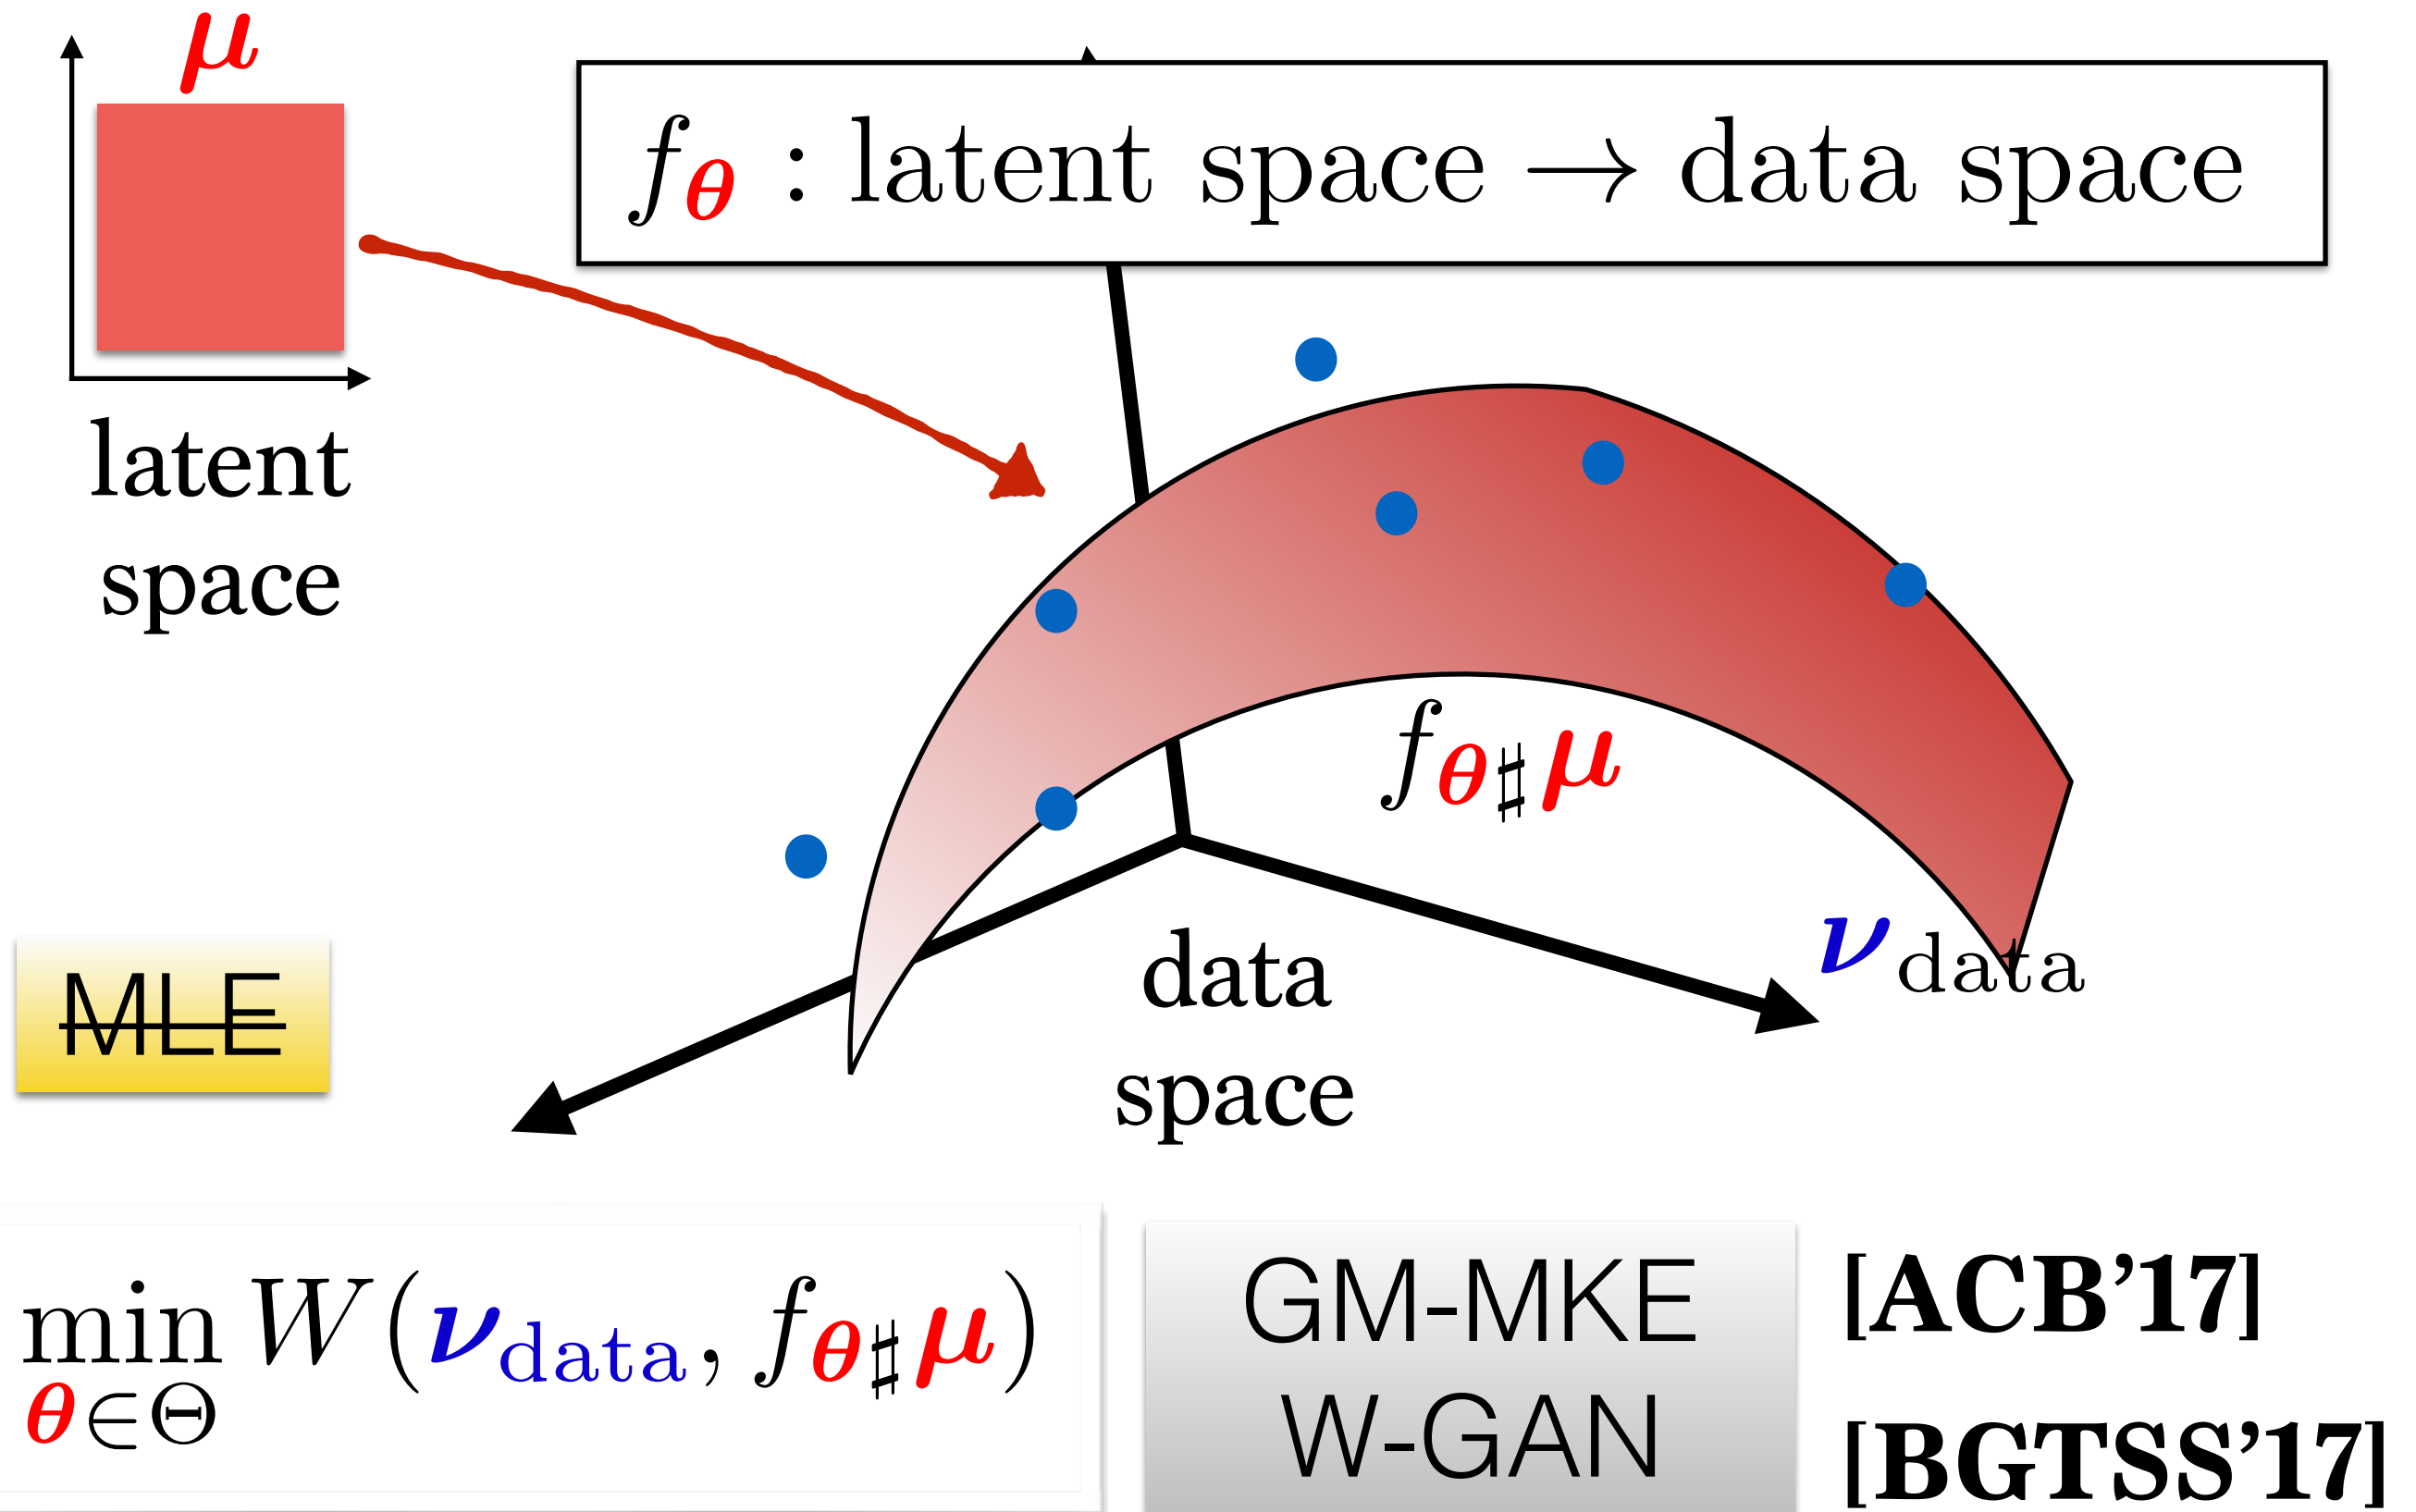 μ
f_θ : latent space → data space
latent
space
f_θ♯μ
ν_data
data
space
MLE
min_{θ∈Θ} W(ν_data, f_θ♯μ)
GM-MKE
W-GAN
[ACB’17]
[BGTSS’17]